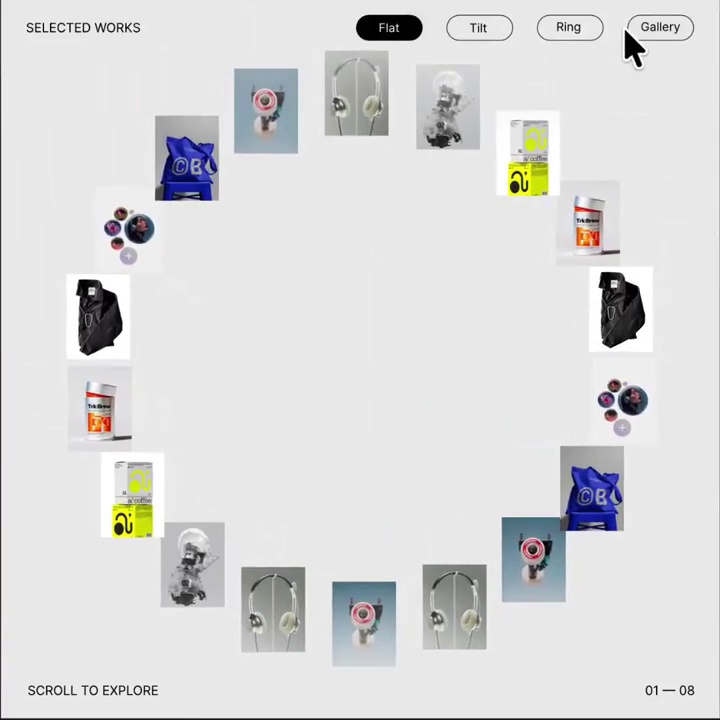 SELECTED WORKS
Flat
Tilt
Ring
Gallery
©B
SCROLL TO EXPLORE
01 — 08